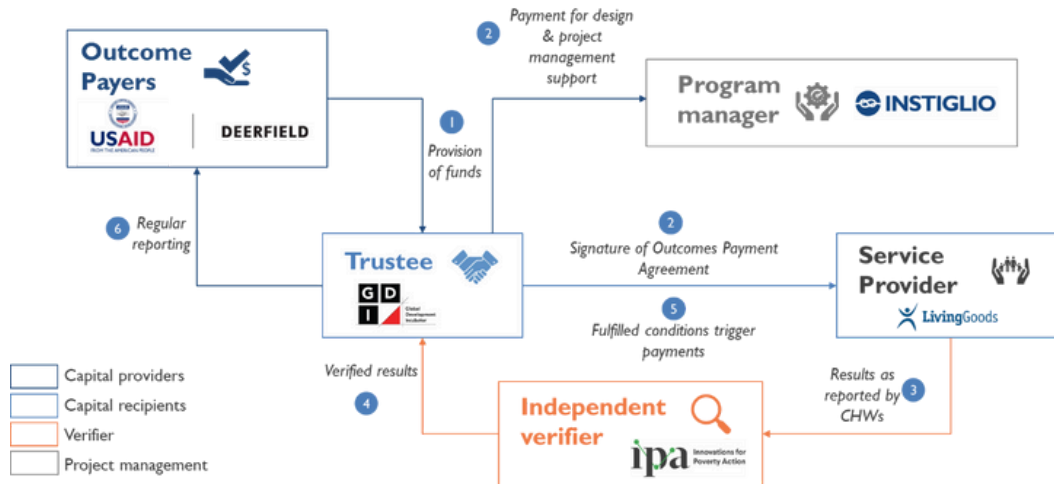 Outcome
Payers
USAID
FROM THE AMERICAN PEOPLE
DEERFIELD
2
Payment for design
& project
management
support
Program
manager
INSTIGLIO
1
Provision
of funds
6
Regular
reporting
Trustee
G D
I
Global
Development
Incubator
2
Signature of Outcomes Payment
Agreement
5
Fulfilled conditions trigger
payments
Service
Provider
LivingGoods
Verified results
4
Independent
verifier
ipa
Innovations for
Poverty Action
Results as
reported by
CHWs
3
Capital providers
Capital recipients
Verifier
Project management